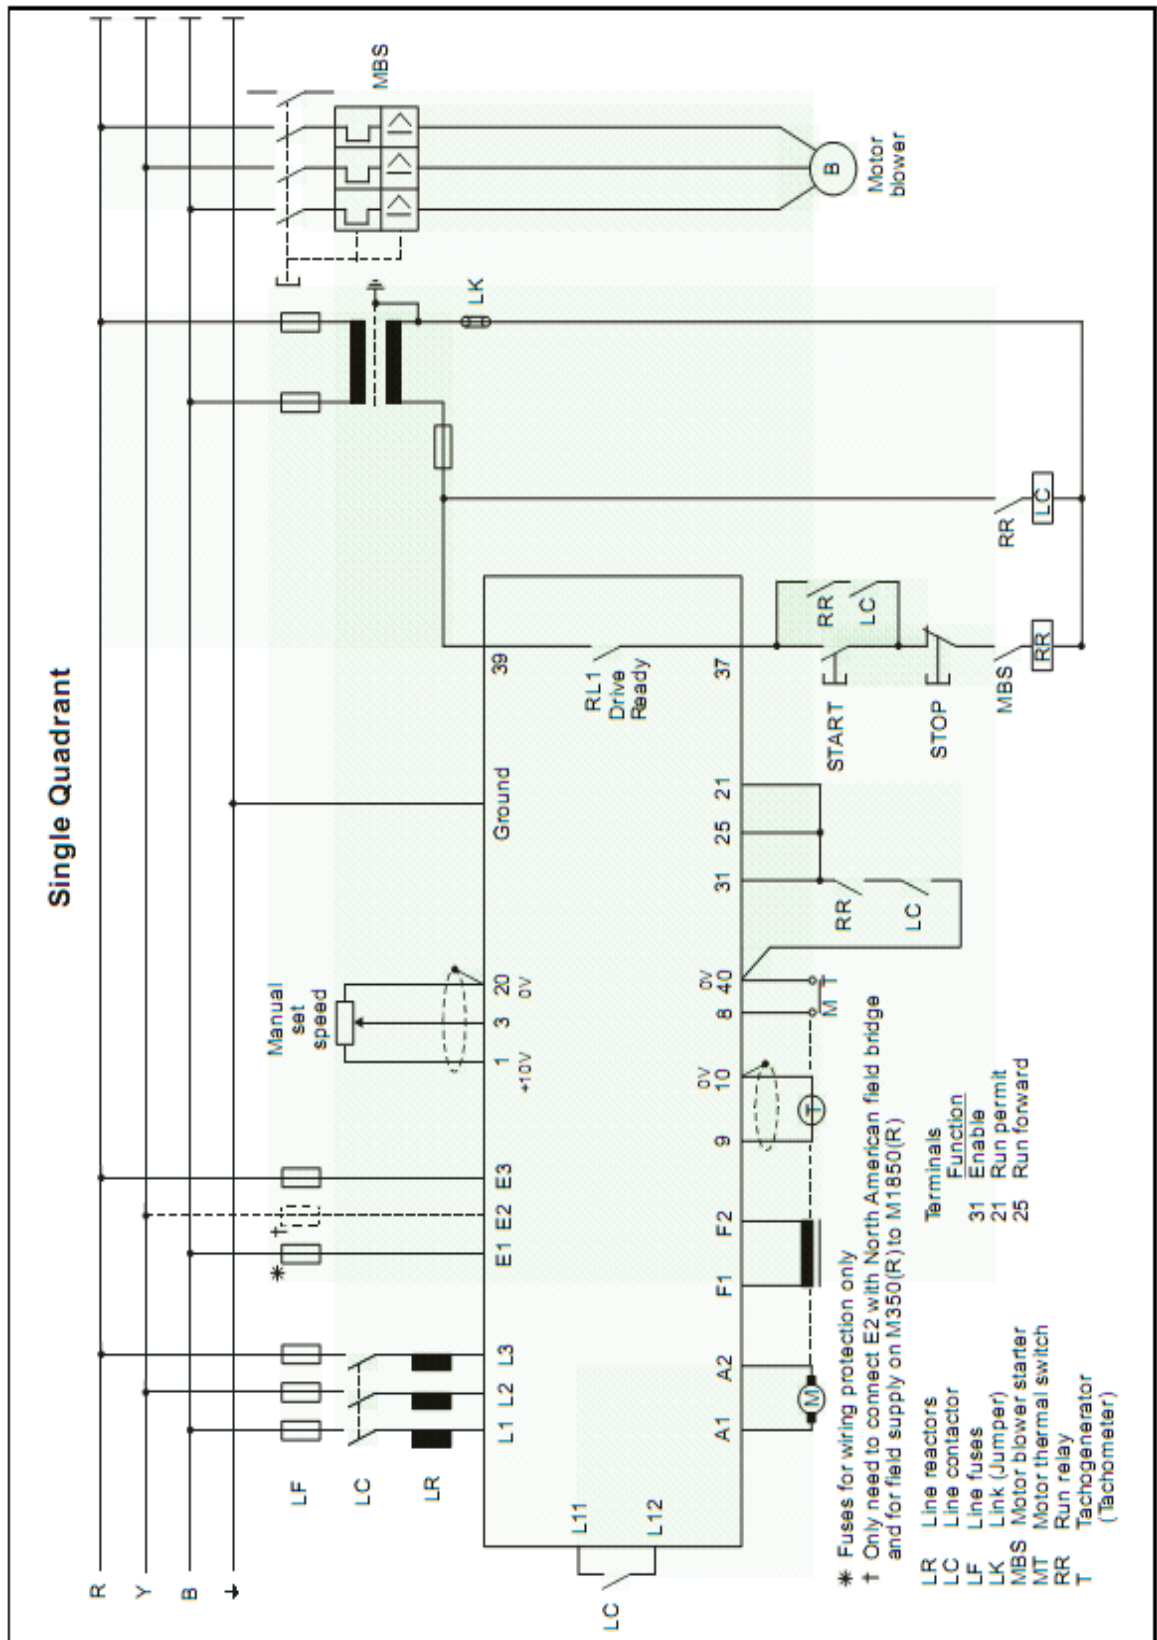 Single Quadrant
R
Y
B
LF
LC
LR
L1
L2
L3
*
†
E1
E2
E3
Manual
set
speed
1
3
20
+10V
0V
Ground
39
LK
MBS
B
Motor
blower
L11
L12
LC
RL1
Drive
Ready
A1
A2
F1
F2
9
10
0V
8
40
0V
31
25
21
37
M
T
M T
RR
LC
START
RR
LC
STOP
MBS
RR
RR
LC
* Fuses for wiring protection only
† Only need to connect E2 with North American field bridge
and for field supply on M350(R) to M1850(R)
LR Line reactors
LC Line contactor
LF Line fuses
LK Link (Jumper)
MBS Motor blower starter
MT Motor thermal switch
RR Run relay
T Tachogenerator
(Tachometer)
Terminals
Function
31 Enable
21 Run permit
25 Run forward